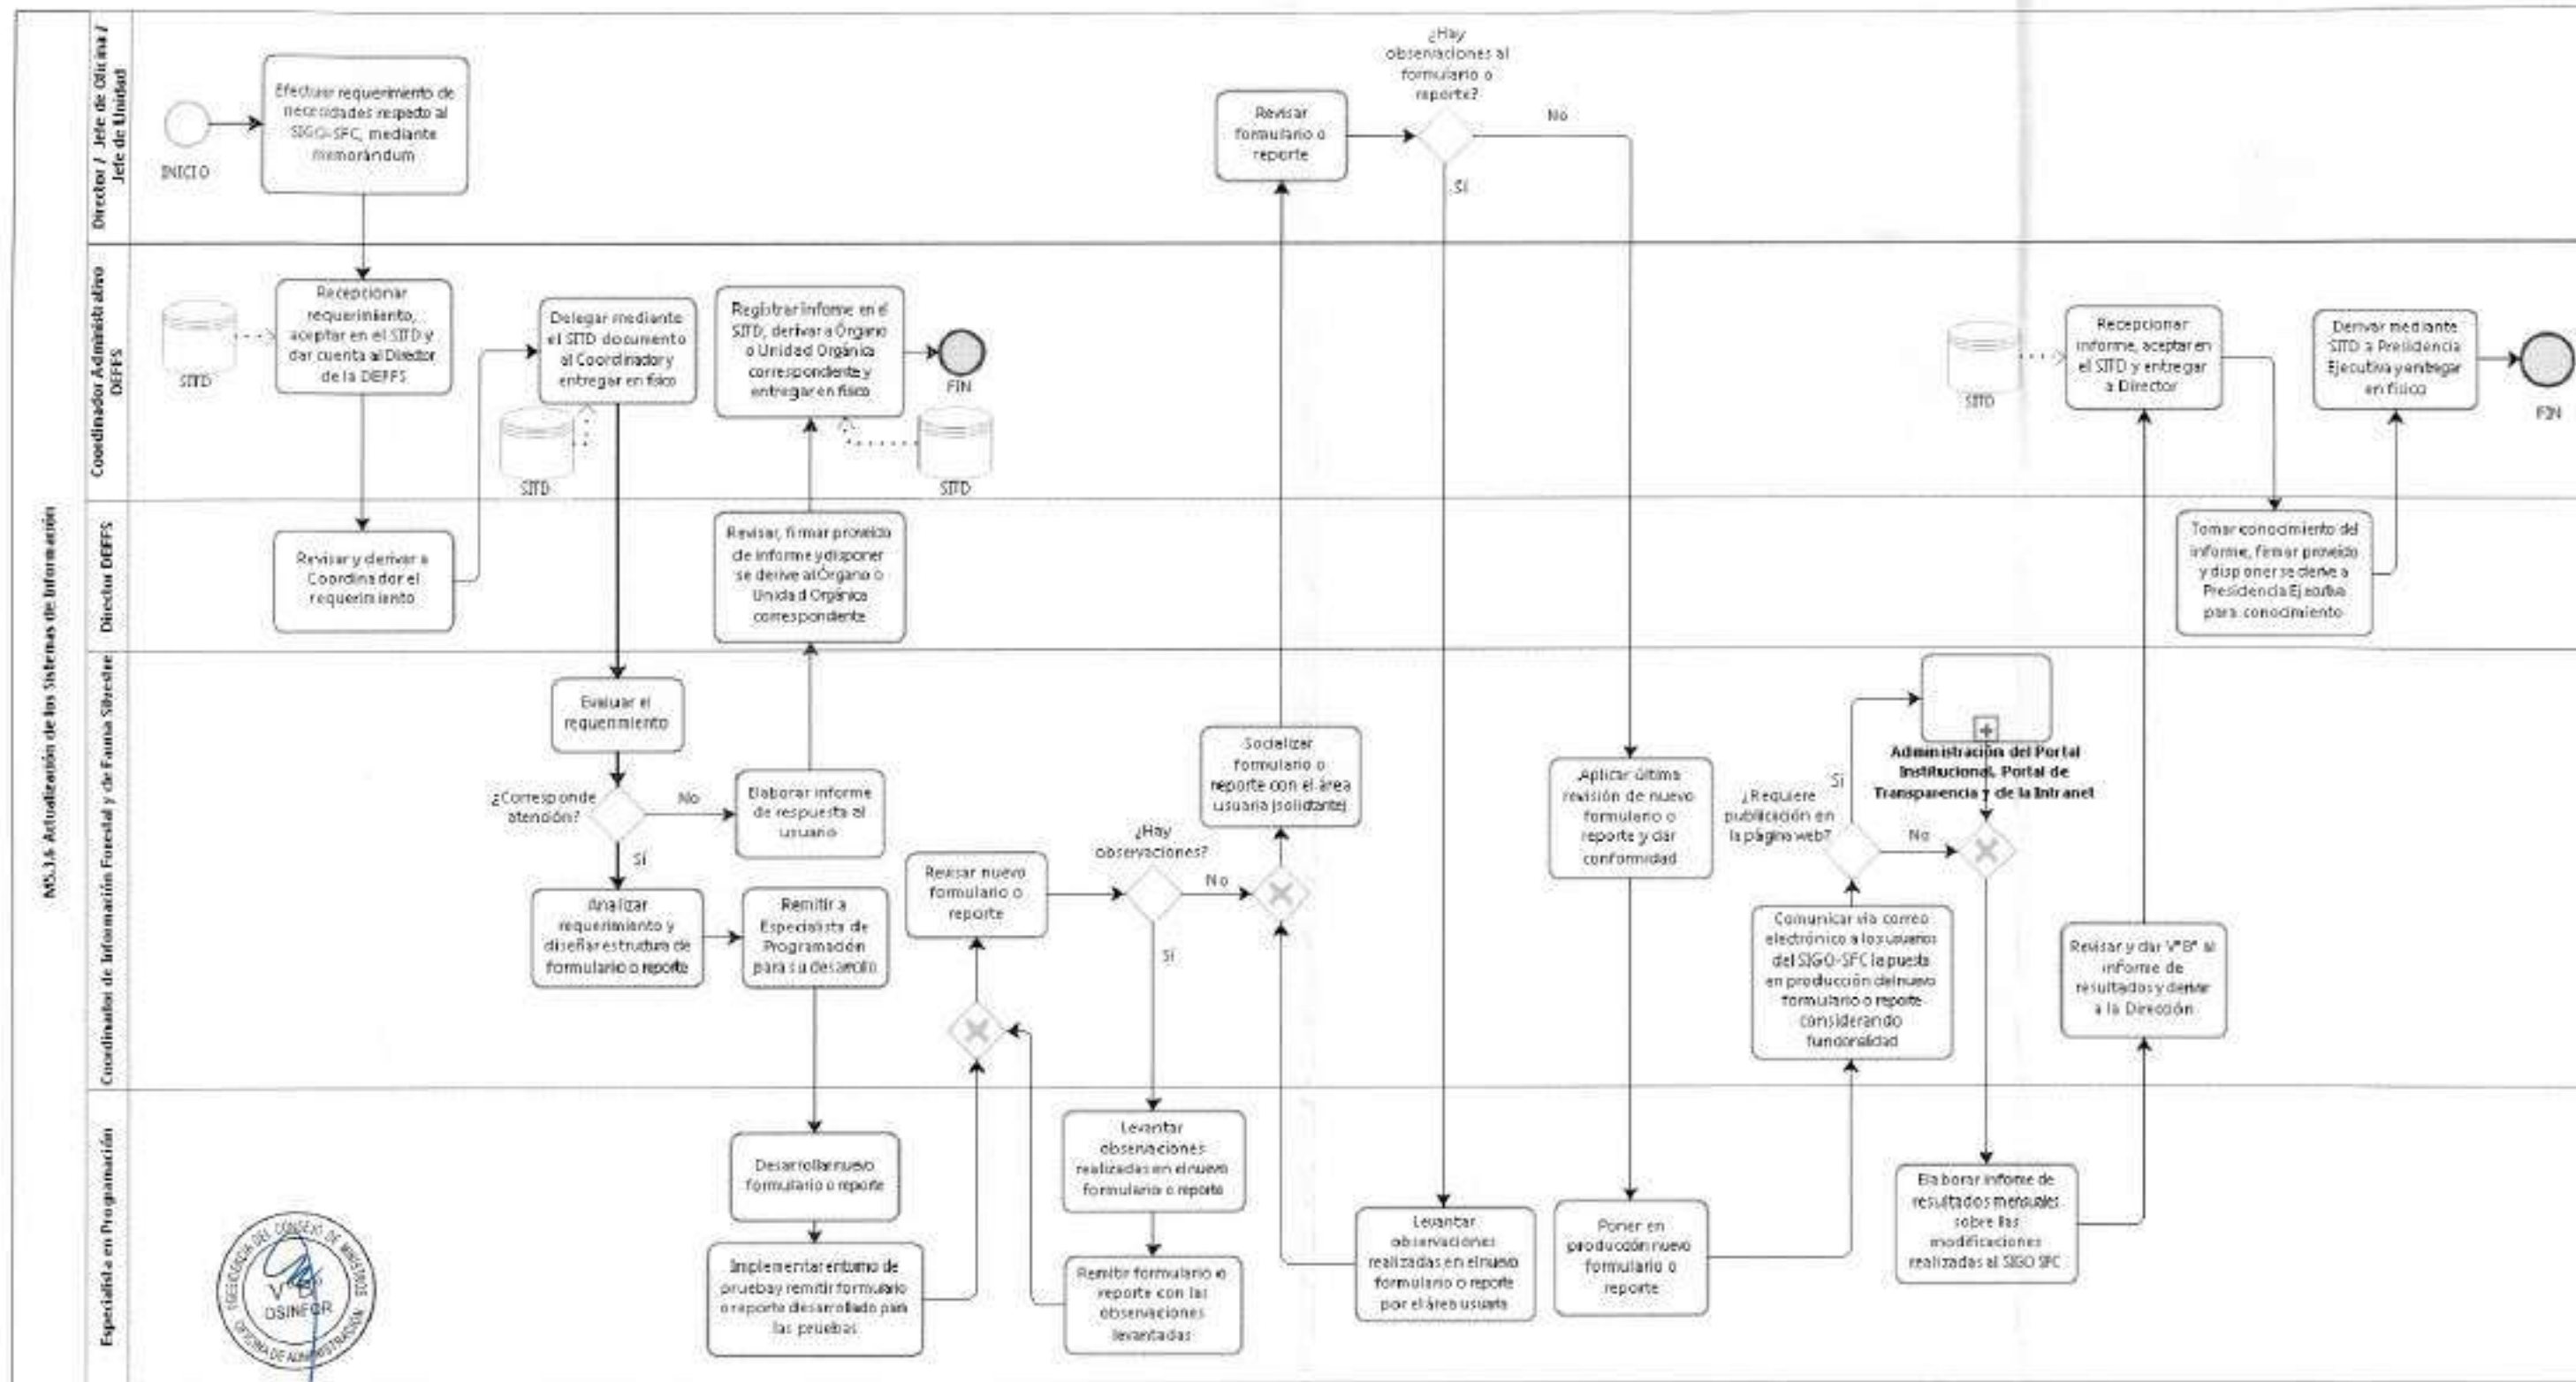 M5.1.6 Actualización de los Sistemas de Información
Director / Jefe de Oficina /
Jefe de Unidad
INICIO
Efectuar requerimiento de
necesidades respecto al
SIGO-SFC, mediante
memorándum
Revisar
formulario o
reporte
¿Hay
observaciones al
formulario o
reporte?
No
Sí
Coordinador Administrativo
DEFFS
SITD
Recepcionar
requerimiento,
aceptar en el SITD y
dar cuenta al Director
de la DEFFS
Delegar mediante
el SITD documento
al Coordinador y
entregar en físico
SITD
Registrar informe en el
SITD, derivar a Órgano
o Unidad Orgánica
correspondiente y
entregar en físico
FIN
SITD
SITD
Recepcionar
informe, aceptar en
el SITD y entregar
a Director
Derivar mediante
SITD a Presidencia
Ejecutiva y entregar
en físico
FIN
Director DEFFS
Revisar y derivar a
Coordinador el
requerimiento
Revisar, firmar proveído
de informe y disponer
se derive al Órgano o
Unidad Orgánica
correspondiente
Tomar conocimiento del
informe, firmar proveído
y disponer se derive a
Presidencia Ejecutiva
para conocimiento
Coordinador de Información Forestal y de Fauna Silvestre
Evaluar el
requerimiento
¿Corresponde
atención?
No
Sí
Elaborar informe
de respuesta al
usuario
Analizar
requerimiento y
diseñar estructura de
formulario o reporte
Remitir a
Especialista de
Programación
para su desarrollo
Revisar nuevo
formulario o
reporte
¿Hay
observaciones?
No
Sí
Socializar
formulario o
reporte con el área
usuaria (solicitante)
Aplicar última
revisión de nuevo
formulario o
reporte y dar
conformidad
¿Requiere
publicación en
la página web?
Sí
No
Administración del Portal
Institucional, Portal de
Transparencia y de la Intranet
Comunicar vía correo
electrónico a los usuarios
del SIGO-SFC la puesta
en producción del nuevo
formulario o reporte
considerando
funcionalidad
Revisar y dar V°B° al
informe de
resultados y derivar
a la Dirección
Especialista en Programación
Desarrollar nuevo
formulario o reporte
Implementar entorno de
prueba y remitir formulario
o reporte desarrollado para
las pruebas
Levantar
observaciones
realizadas en el nuevo
formulario o reporte
Remitir formulario o
reporte con las
observaciones
levantadas
Levantar
observaciones
realizadas en el nuevo
formulario o reporte
por el área usuaria
Poner en
producción nuevo
formulario o
reporte
Elaborar informe de
resultados mensuales
sobre las
modificaciones
realizadas al SIGO SFC
PRESIDENCIA DEL CONSEJO DE MINISTROS
OSINFOR
OFICINA DE ADMINISTRACIÓN